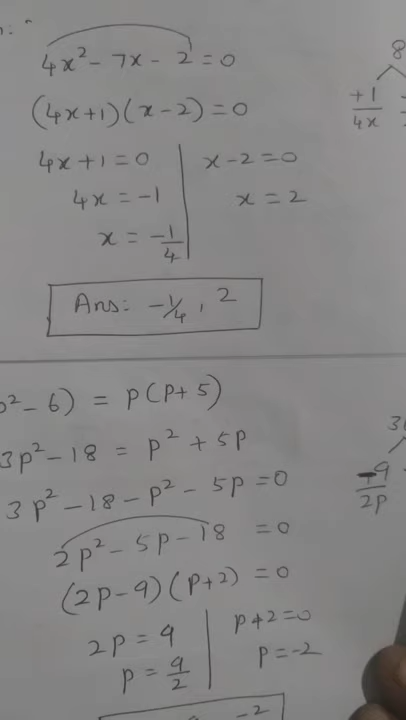 4x² - 7x - 2 = 0
8
(4x+1)(x-2) = 0
+1/4x
4x+1=0 | x-2=0
4x = -1 | x = 2
x = -1/4
Ans: -1/4, 2
p²-6) = p(p+5)
3p²-18 = p² + 5p
3p²-18-p²-5p=0
-9/2p
2p²-5p-18 = 0
(2p-9)(p+2) = 0
2p = 9 | p+2=0
p = 9/2 | p=-2
-2